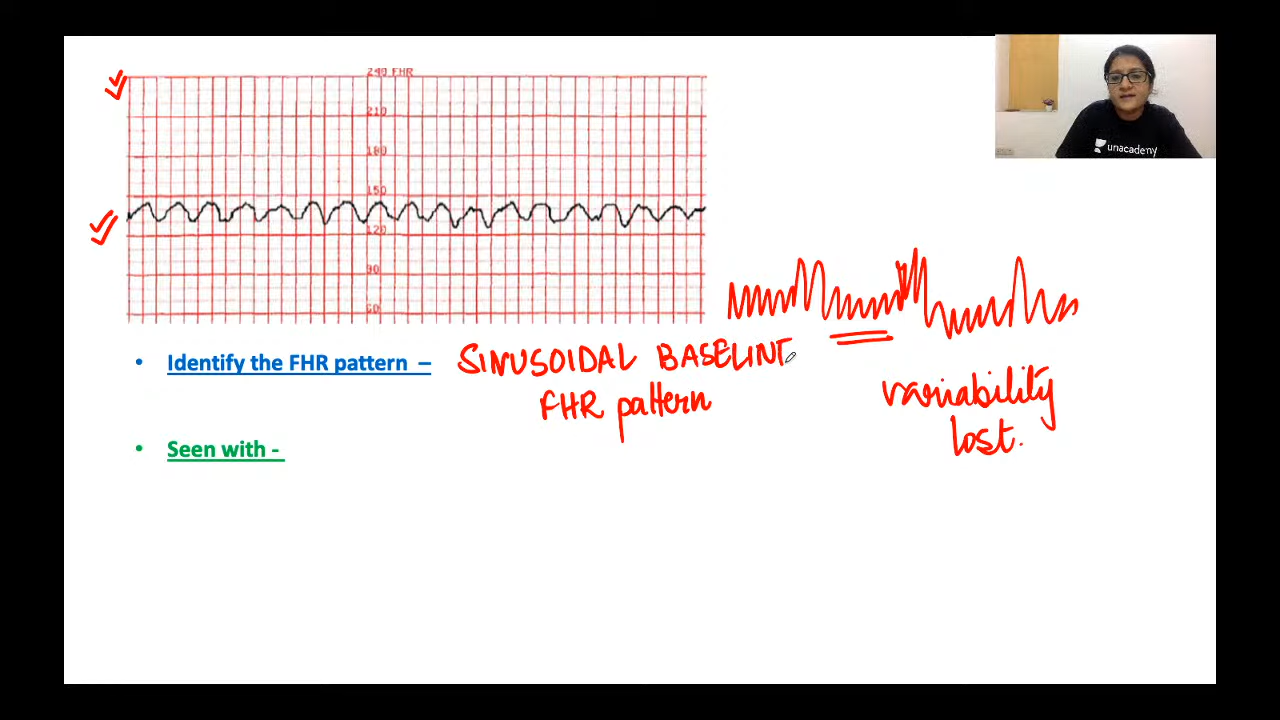 240 FHR
210
180
150
120
90
60
unacademy
• Identify the FHR pattern – SINUSOIDAL BASELINE
FHR pattern
variability
lost.
• Seen with -